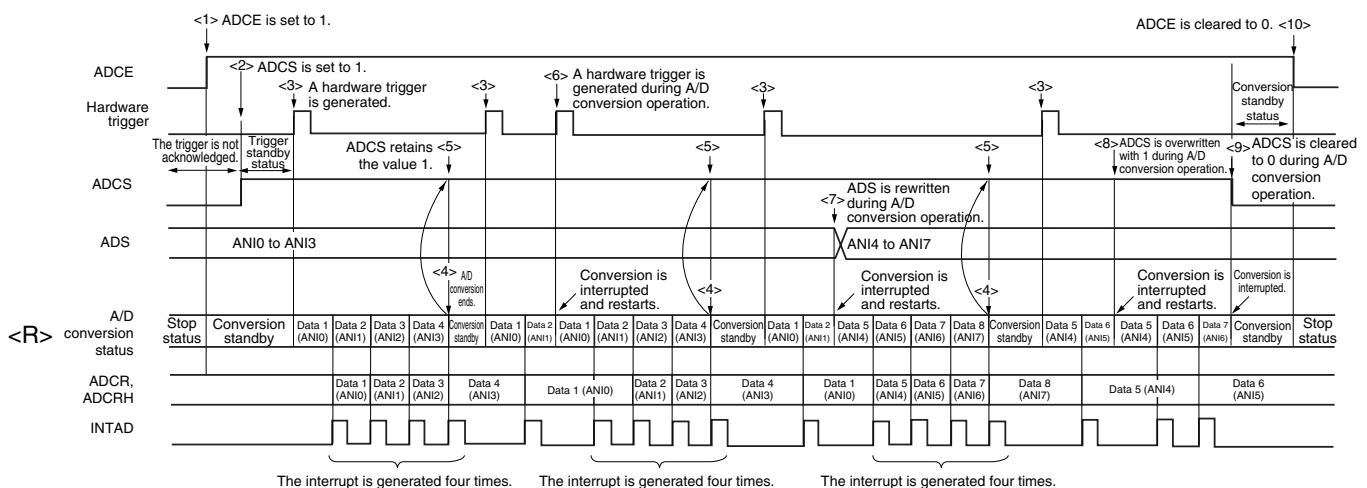 <1> ADCE is set to 1.
ADCE is cleared to 0. <10>
ADCE
<2> ADCS is set to 1.
<3> A hardware trigger
is generated.
<3>
<6> A hardware trigger is
generated during A/D
conversion operation.
<3>
<3>
Conversion
standby
status
Hardware
trigger
The trigger is not
acknowledged.
Trigger
standby
status
ADCS retains
the value 1.
<5>
<5>
<5>
<8> ADCS is overwritten
with 1 during A/D
conversion operation.
<9> ADCS is cleared
to 0 during A/D
conversion
operation.
ADCS
<7> ADS is rewritten
during A/D
conversion operation.
ADS
ANI0 to ANI3
ANI4 to ANI7
<4> A/D
conversion
ends.
Conversion is
interrupted
and restarts.
<4>
Conversion is
interrupted
and restarts.
<4>
Conversion is
interrupted
and restarts.
Conversion is
interrupted.
<R>
A/D
conversion
status
Stop
status
Conversion
standby
Data 1
(ANI0)
Data 2
(ANI1)
Data 3
(ANI2)
Data 4
(ANI3)
Conversion
standby
Data 1
(ANI0)
Data 2
(ANI1)
Data 1
(ANI0)
Data 2
(ANI1)
Data 3
(ANI2)
Data 4
(ANI3)
Conversion
standby
Data 1
(ANI0)
Data 2
(ANI1)
Data 5
(ANI4)
Data 6
(ANI5)
Data 7
(ANI6)
Data 8
(ANI7)
Conversion
standby
Data 5
(ANI4)
Data 6
(ANI5)
Data 5
(ANI4)
Data 6
(ANI5)
Data 7
(ANI6)
Conversion
standby
Stop
status
ADCR,
ADCRH
Data 1
(ANI0)
Data 2
(ANI1)
Data 3
(ANI2)
Data 4
(ANI3)
Data 1 (ANI0)
Data 2
(ANI1)
Data 3
(ANI2)
Data 4
(ANI3)
Data 1
(ANI0)
Data 5
(ANI4)
Data 6
(ANI5)
Data 7
(ANI6)
Data 8
(ANI7)
Data 5 (ANI4)
Data 6
(ANI5)
INTAD
The interrupt is generated four times.
The interrupt is generated four times.
The interrupt is generated four times.